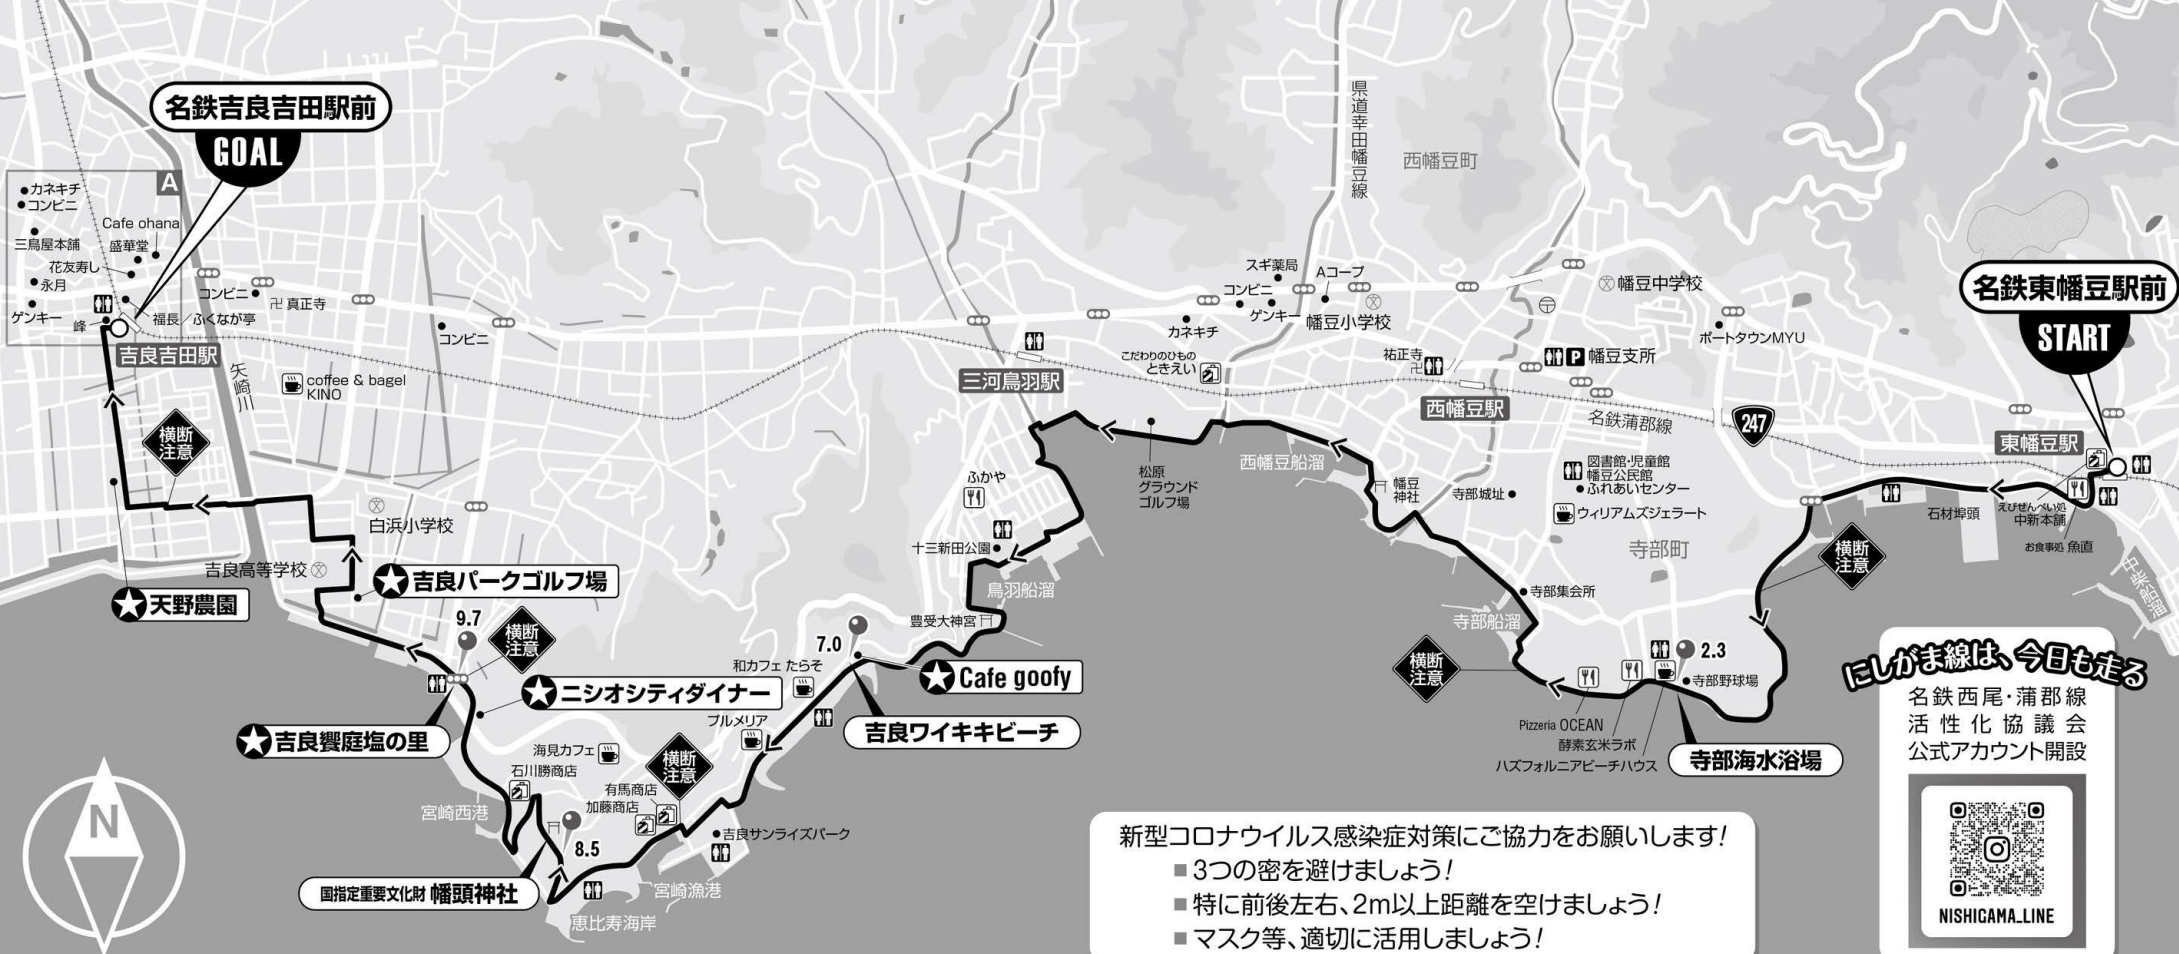 名鉄吉良吉田駅前
GOAL
A
カネキチ
コンビニ
Cafe ohana
三鳥屋本舗
盛華堂
花友寿し
永月
ゲンキー
峰
福長/ふくなが亭
コンビニ
卍真正寺
吉良吉田駅
矢崎川
coffee & bagel
KINO
コンビニ
横断
注意
白浜小学校
吉良高等学校
吉良パークゴルフ場
天野農園
9.7
横断
注意
ニシオシティダイナー
吉良饗庭塩の里
海見カフェ
石川勝商店
宮崎西港
有馬商店
加藤商店
横断
注意
8.5
国指定重要文化財 幡頭神社
恵比寿海岸
宮崎漁港
吉良サンライズパーク
プルメリア
和カフェ たらそ
7.0
Cafe goofy
吉良ワイキキビーチ
豊受大神宮
鳥羽船溜
十三新田公園
ふかや
三河鳥羽駅
こだわりのひもの
ときえい
カネキチ
コンビニ
スギ薬局
ゲンキー
Aコープ
幡豆小学校
県道幸田幡豆線
西幡豆町
祐正寺
卍
西幡豆駅
松原
グラウンド
ゴルフ場
西幡豆船溜
幡豆
神社
寺部城址
幡豆中学校
P
幡豆支所
名鉄蒲郡線
図書館・児童館
幡豆公民館
ふれあいセンター
ウィリアムズジェラート
寺部町
寺部集会所
寺部船溜
横断
注意
Pizzeria OCEAN
酵素玄米ラボ
ハズフォルニアビーチハウス
2.3
寺部野球場
寺部海水浴場
ポートタウンMYU
247
横断
注意
名鉄東幡豆駅前
START
東幡豆駅
石材埠頭
えびせんべい処
中新本舗
お食事処 魚直
中柴船溜
にしがま線は、今日も走る
名鉄西尾・蒲郡線
活性化協議会
公式アカウント開設
NISHIGAMA_LINE
新型コロナウイルス感染症対策にご協力をお願いします!
■3つの密を避けましょう!
■特に前後左右、2m以上距離を空けましょう!
■マスク等、適切に活用しましょう!
N